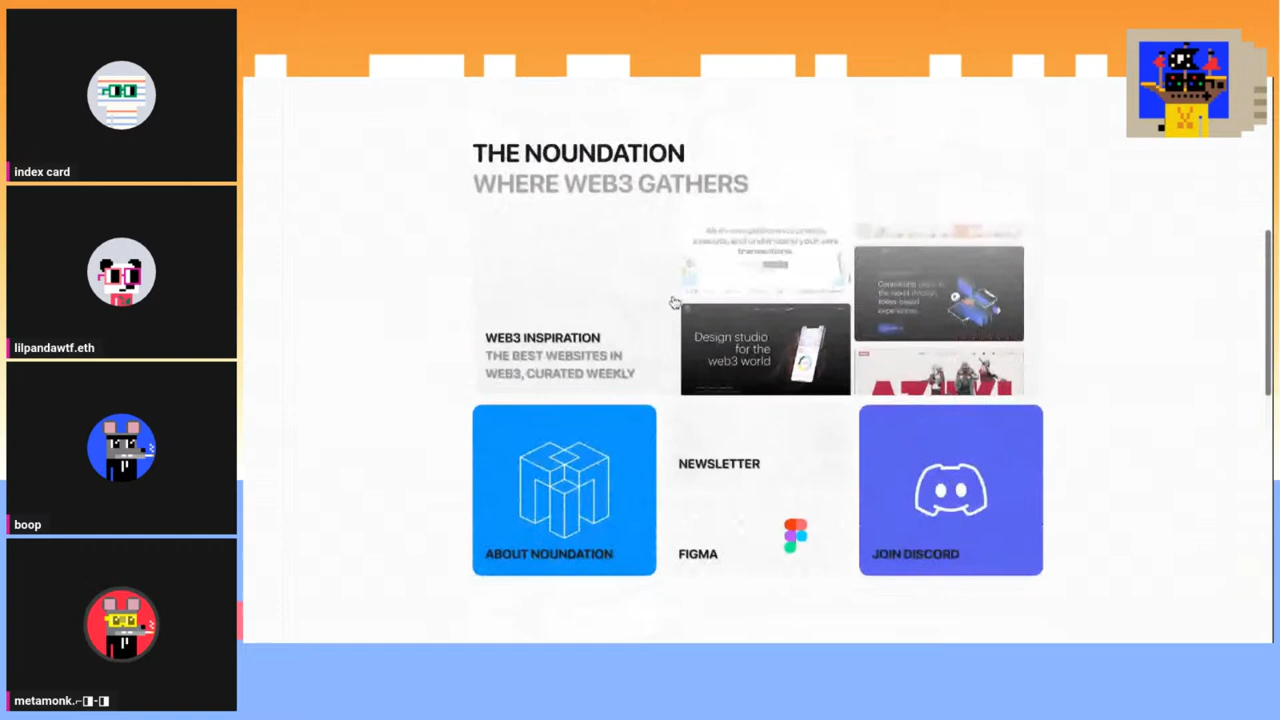 index card
lilpandawtf.eth
boop
metamonk.⌐◨-◨
THE NOUNDATION
WHERE WEB3 GATHERS
WEB3 INSPIRATION
THE BEST WEBSITES IN
WEB3, CURATED WEEKLY
transactions.
Design studio
for the
web3 world
ABOUT NOUNDATION
NEWSLETTER
FIGMA
JOIN DISCORD